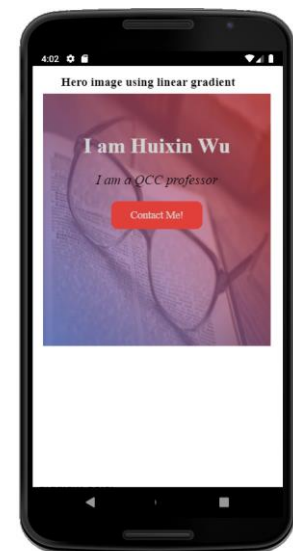 4:02
Hero image using linear gradient
I am Huixin Wu
I am a QCC professor
Contact Me!